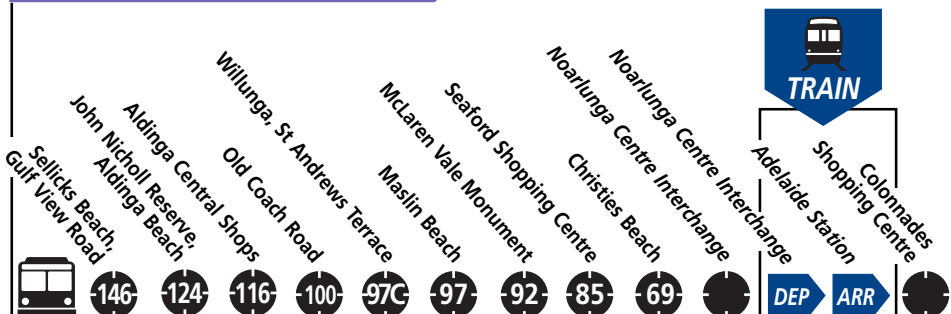 Sellicks Beach,
Gulf View Road
John Nicholl Reserve,
Aldinga Beach
Aldinga Central Shops
Old Coach Road
Willunga, St Andrews Terrace
Maslin Beach
McLaren Vale Monument
Seaford Shopping Centre
Christies Beach
Noarlunga Centre Interchange
Noarlunga Centre Interchange
Adelaide Station
Colonnades
Shopping Centre
TRAIN
146
124
116
100
97C
97
92
85
69
DEP
ARR